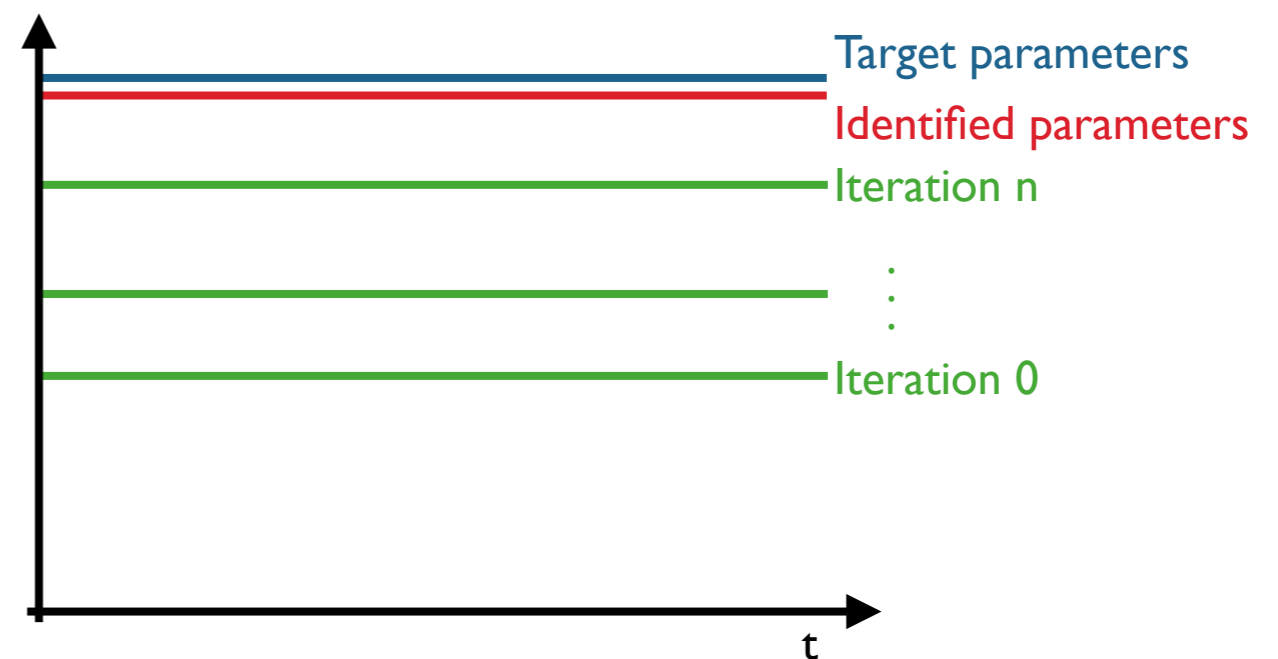 Target parameters
Identified parameters
Iteration n
.
.
.
Iteration 0
t